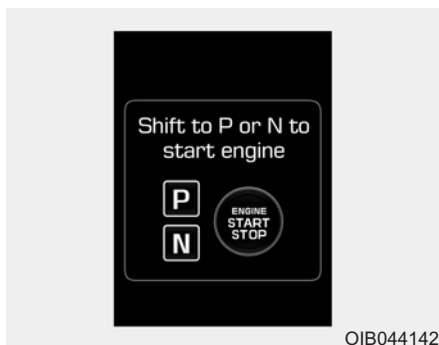 Shift to P or N to
start engine
P
ENGINE
START
STOP
N
OIB044142